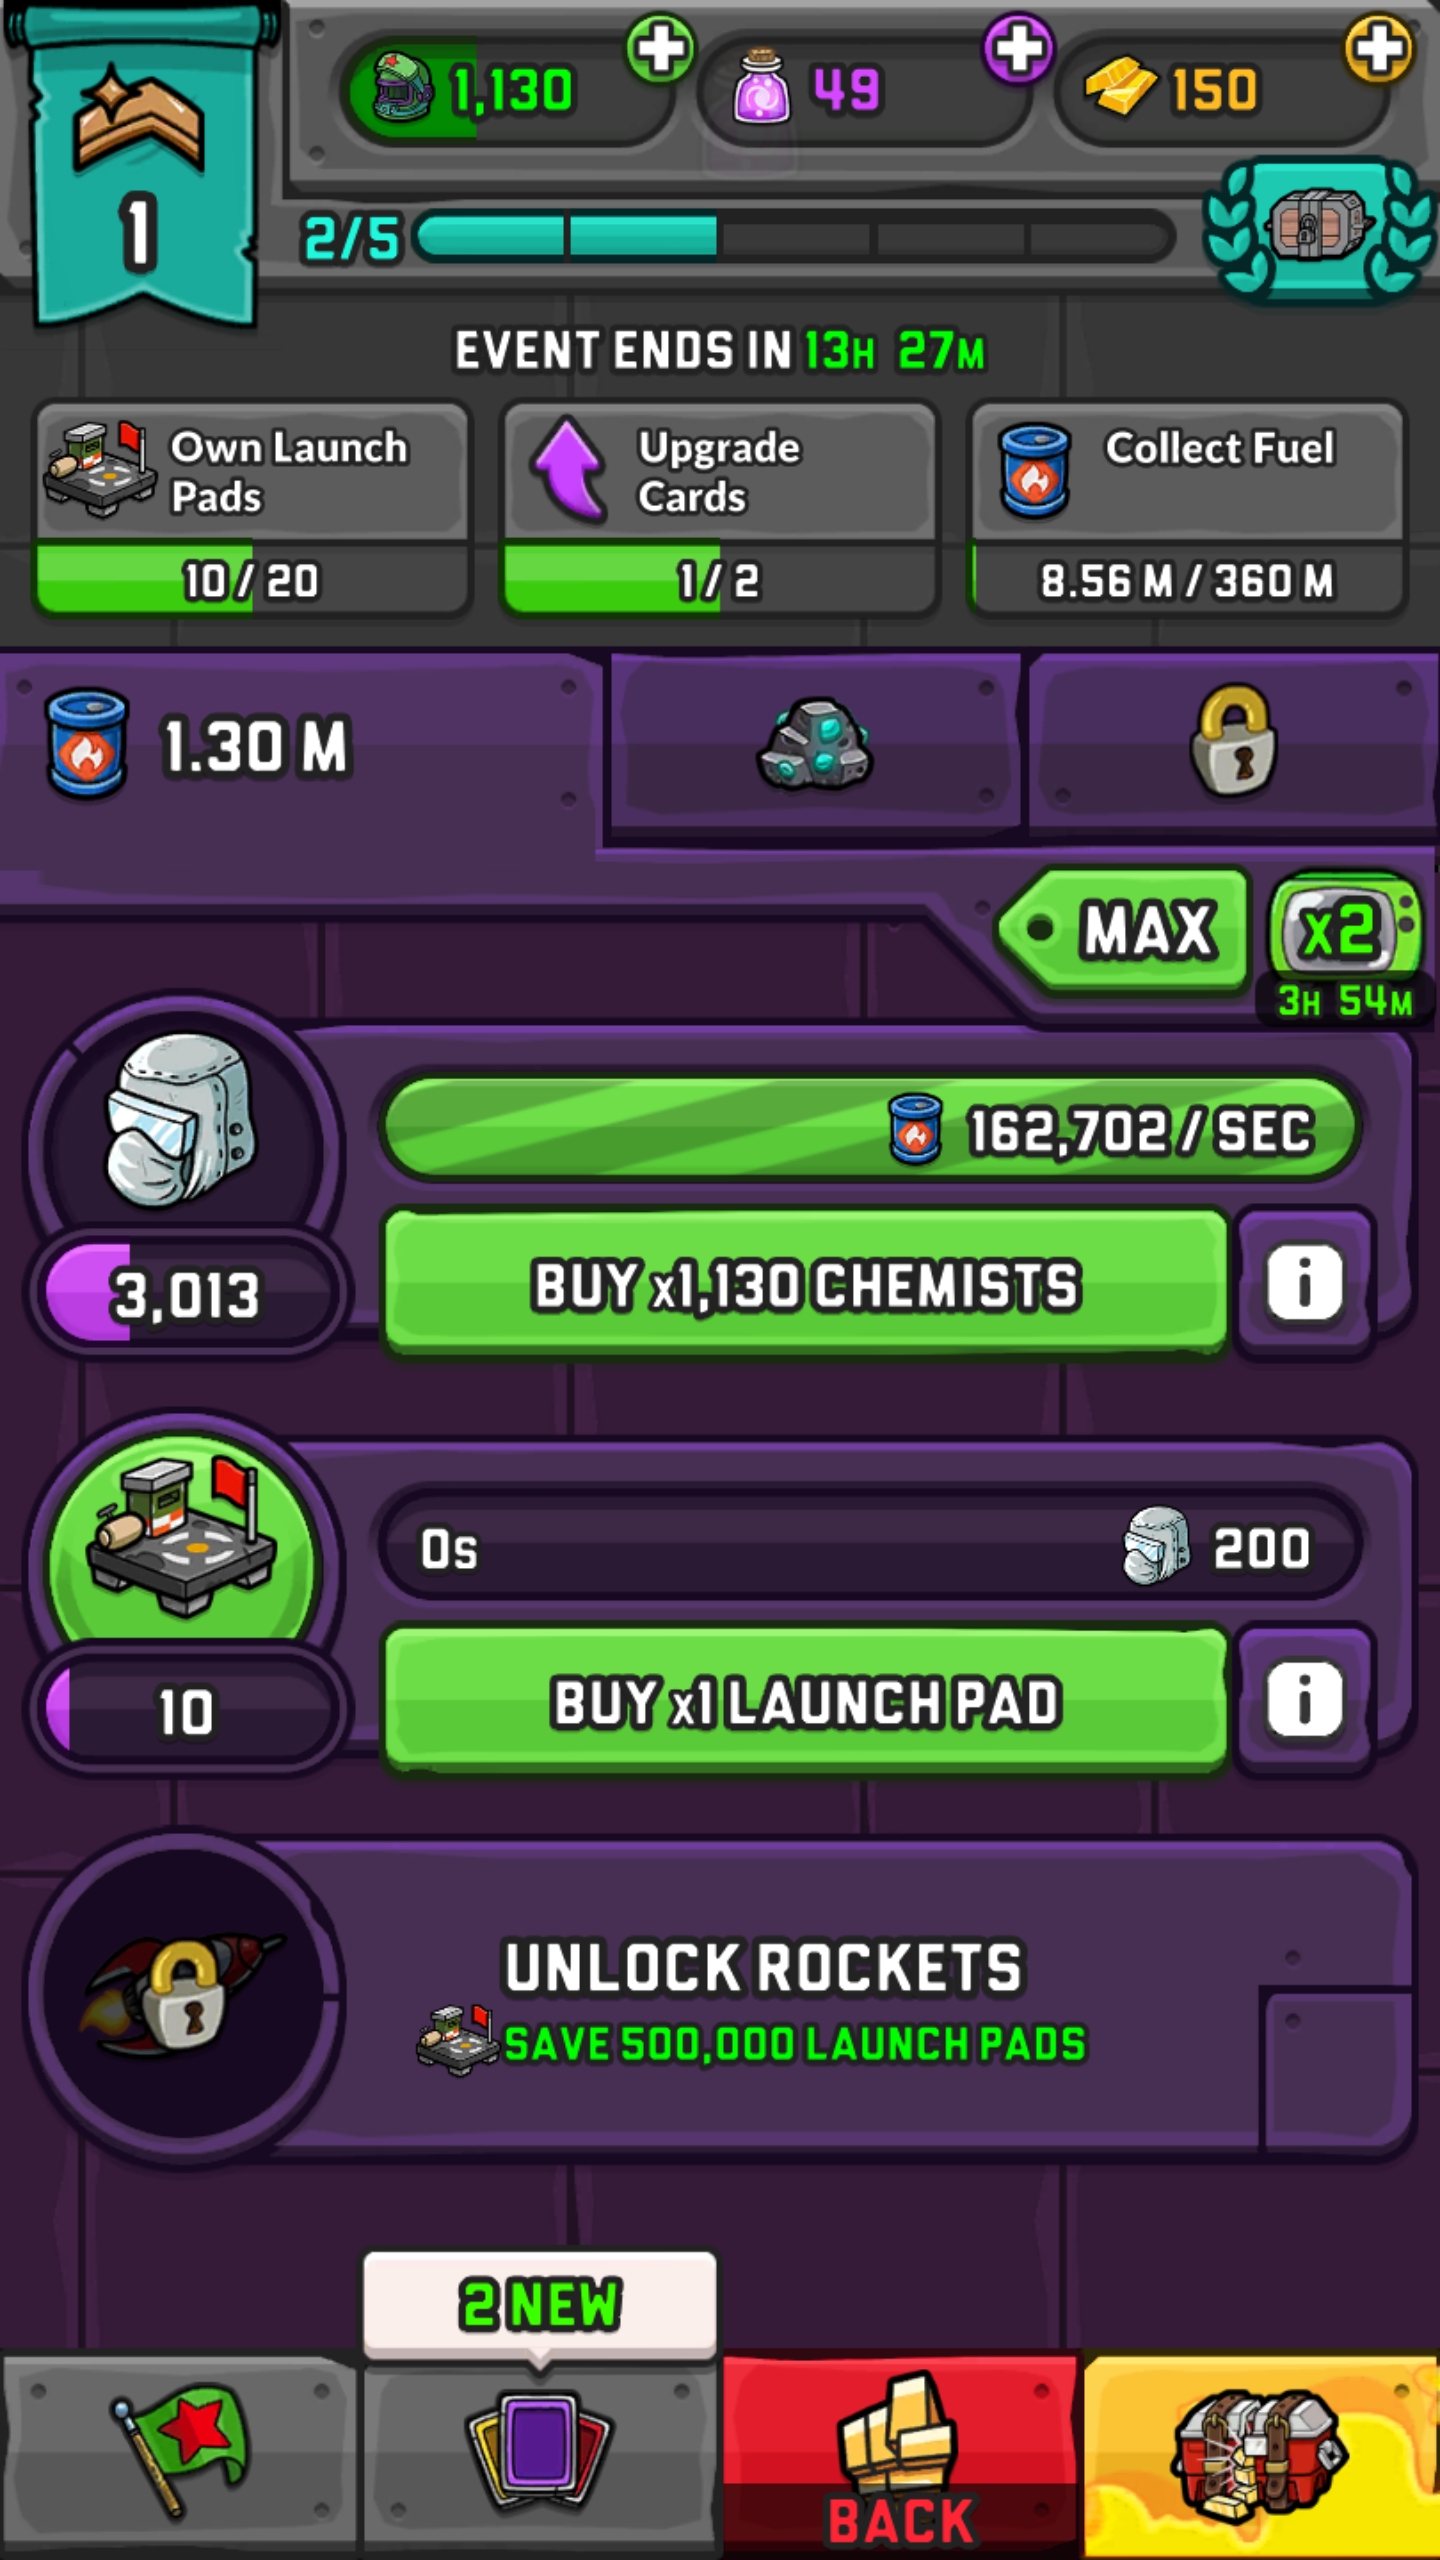 1,130
49
150
1
2/5
EVENT ENDS IN 13H 27M
Own Launch
Pads
10 / 20
Upgrade
Cards
1 / 2
Collect Fuel
8.56 M / 360 M
1.30 M
MAX
x2
3H 54M
162,702 / SEC
3,013
BUY x1,130 CHEMISTS
i
0s
200
10
BUY x1 LAUNCH PAD
i
UNLOCK ROCKETS
SAVE 500,000 LAUNCH PADS
2 NEW
BACK